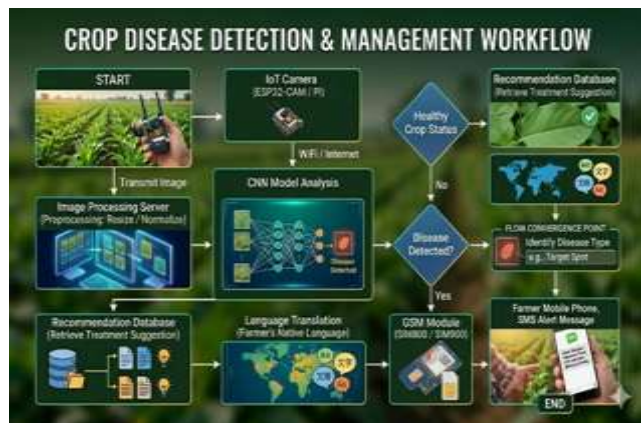 CROP DISEASE DETECTION & MANAGEMENT WORKFLOW
START
IoT Camera
(ESP32-CAM / PI)
Healthy
Crop Status
Recommendation Database
(Retrieve Treatment Suggestion)
Transmit Image
WiFi / Internet
Image Processing Server
(Preprocessing: Resize / Normalize)
CNN Model Analysis
Disease
Detected
No
Disease
Detected?
Yes
FLOW CONVERGENCE POINT
Identify Disease Type
e.g., Target Spot
Recommendation Database
(Retrieve Treatment Suggestion)
Language Translation
(Farmer's Native Language)
GSM Module
(SIM800 / SIM900)
Farmer Mobile Phone,
SMS Alert Message
END